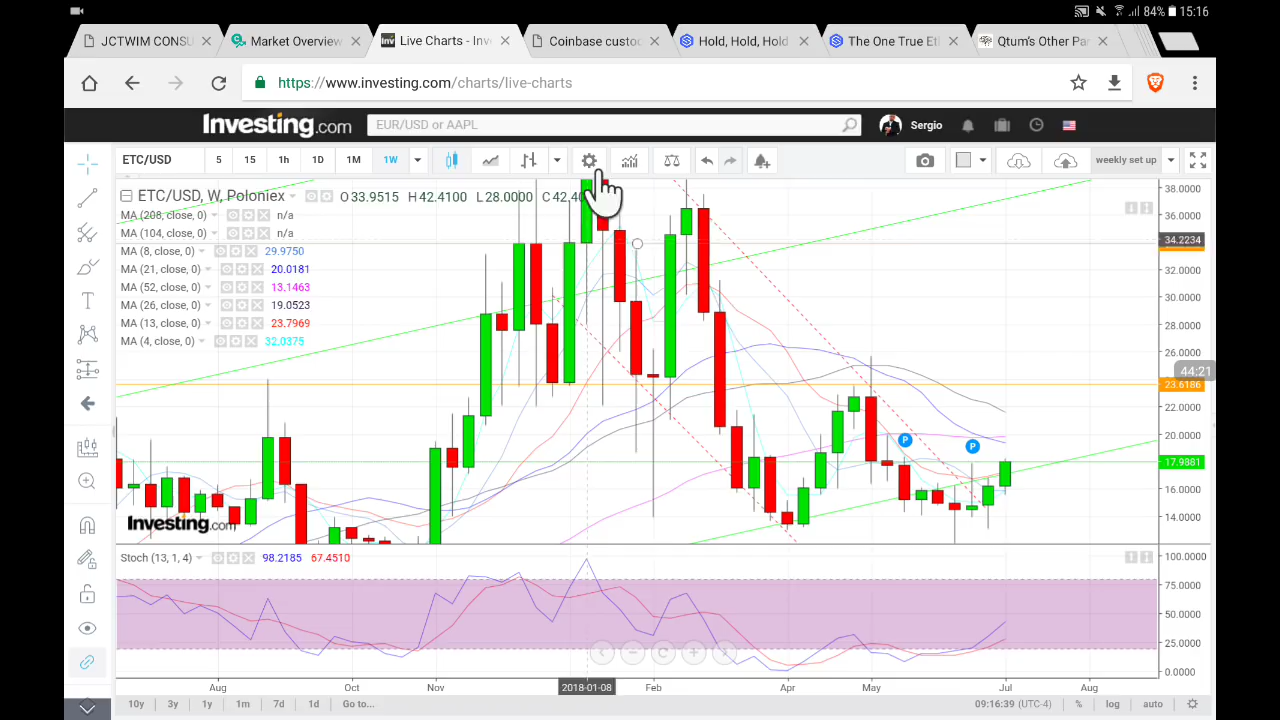 84% 15:16
JCTWIM CONSU
Market Overview
Live Charts - Inve
Coinbase custo
Hold, Hold, Hold
The One True Eth
Qtum's Other Par
https://www.investing.com/charts/live-charts
Investing.com
EUR/USD or AAPL
Sergio
ETC/USD 5 15 1h 1D 1M 1W
weekly set up
ETC/USD, W, Poloniex O 33.9515 H 42.4100 L 28.0000 C 42.40
MA (208, close, 0) n/a
MA (104, close, 0) n/a
MA (8, close, 0) 29.9750
MA (21, close, 0) 20.0181
MA (52, close, 0) 13.1463
MA (26, close, 0) 19.0523
MA (13, close, 0) 23.7969
MA (4, close, 0) 32.0375
38.0000
36.0000
34.2234
32.0000
30.0000
28.0000
26.0000
44:21
23.6186
22.0000
20.0000
17.9881
16.0000
14.0000
P
P
Investing.com
Stoch (13, 1, 4) 98.2185 67.4510
100.0000
75.0000
50.0000
25.0000
0.0000
Aug Oct Nov 2018-01-08 Feb Apr May Jul Aug
10y 3y 1y 1m 7d 1d Go to... 09:16:39 (UTC-4) % log auto